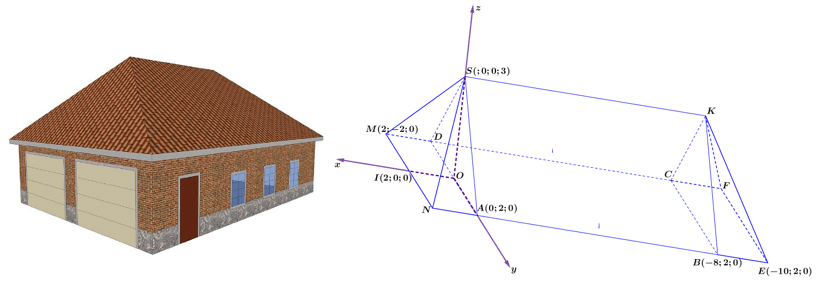 z
S(;0;0;3)
K
M(2;−2;0)
D
i
x
I(2;0;0)
O
C
F
N
A(0;2;0)
i
B(−8;2;0)
y
E(−10;2;0)